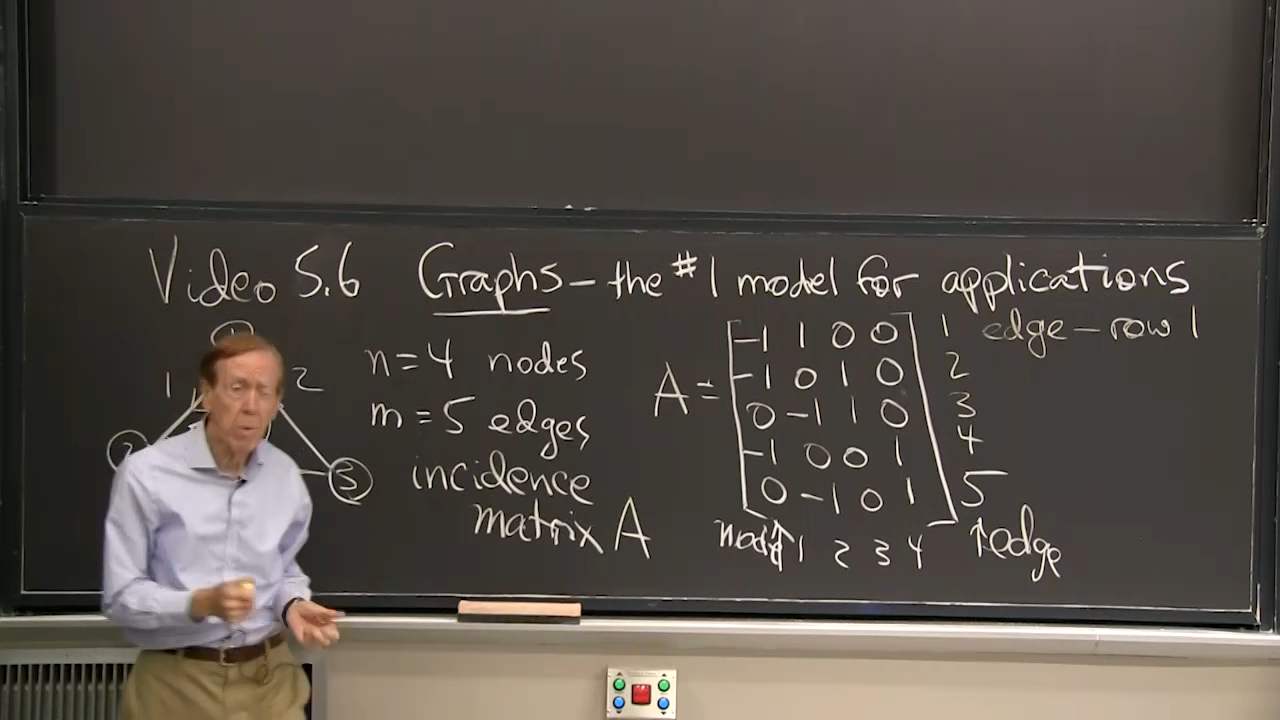 Video 5.6 Graphs – the #1 model for applications
1
2
3
n = 4 nodes
m = 5 edges
incidence
matrix A
A =
-1 1 0 0 1 edge – row 1
-1 0 1 0 2
0 -1 1 0 3
-1 0 0 1 4
0 -1 0 1 5
node ↑ 1 2 3 4 ↑ edge